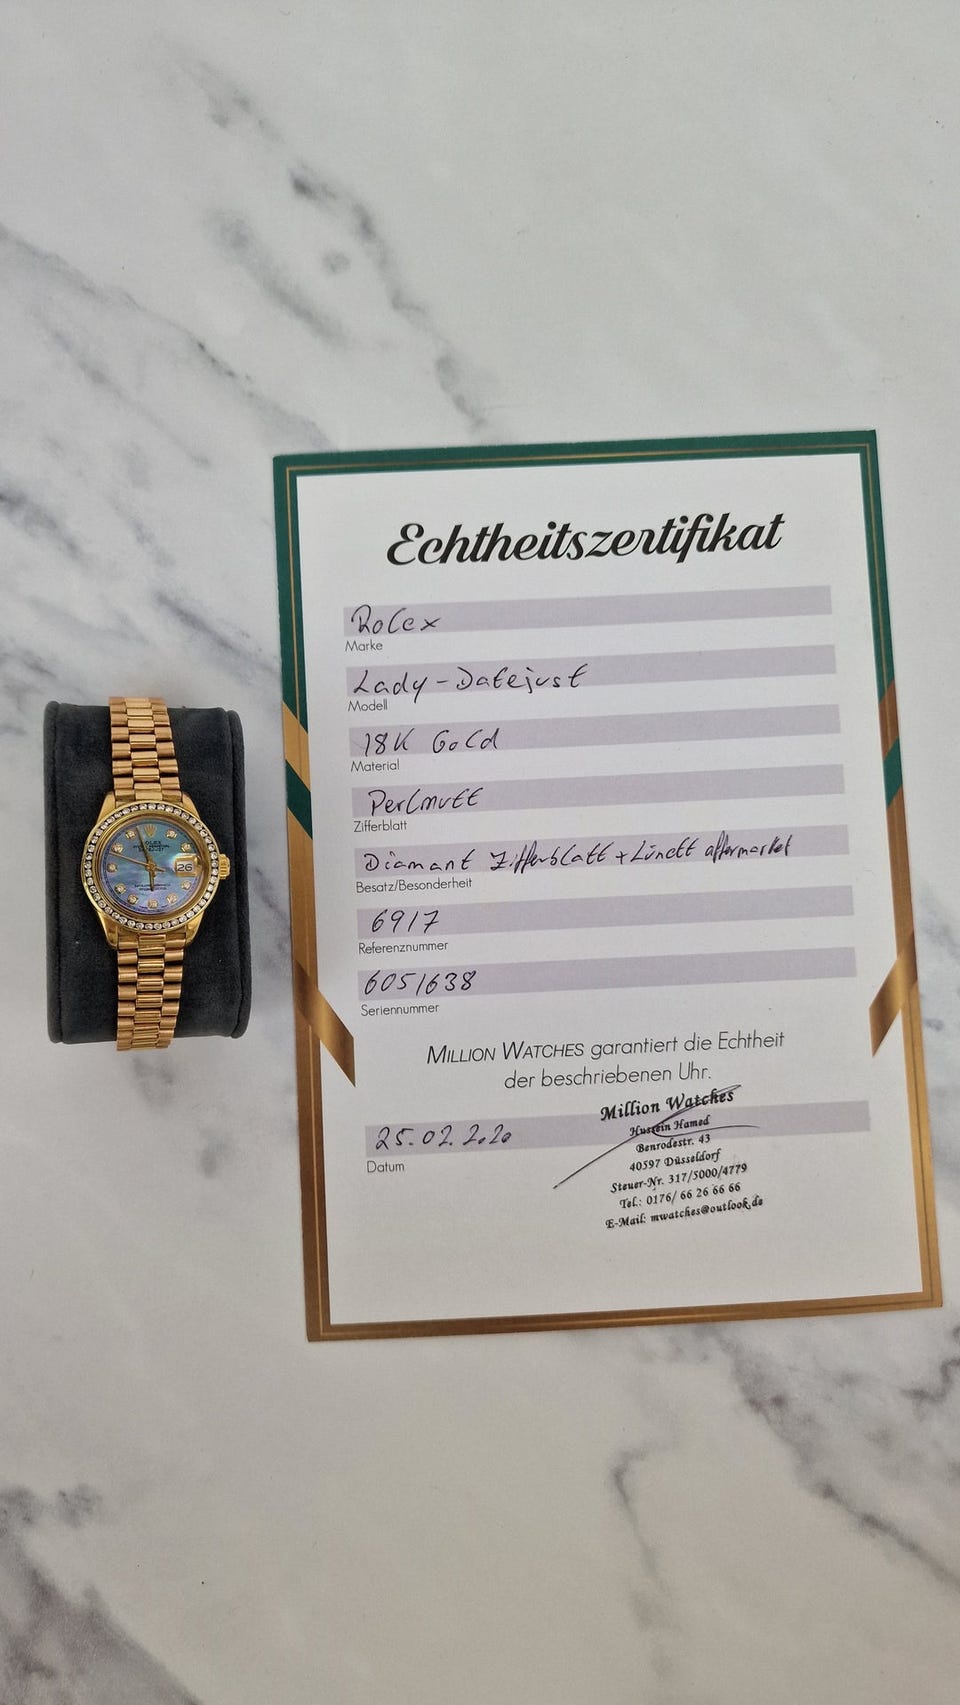 ROLEX
26
Echtheitszertifikat
Rolex
Marke
Lady-Datejust
Modell
18K Gold
Material
Perlmutt
Zifferblatt
Diamant Zifferblatt + Lünett aftermarket
Besatz/Besonderheit
6917
Referenznummer
6051638
Seriennummer
MILLION WATCHES garantiert die Echtheit
der beschriebenen Uhr.
25.02.2020
Datum
Million Watches
Hussein Hamed
Benrodestr. 43
40597 Düsseldorf
Steuer-Nr. 317/5000/4779
Tel.: 0176/ 66 26 66 66
E-Mail: mwatches@outlook.de